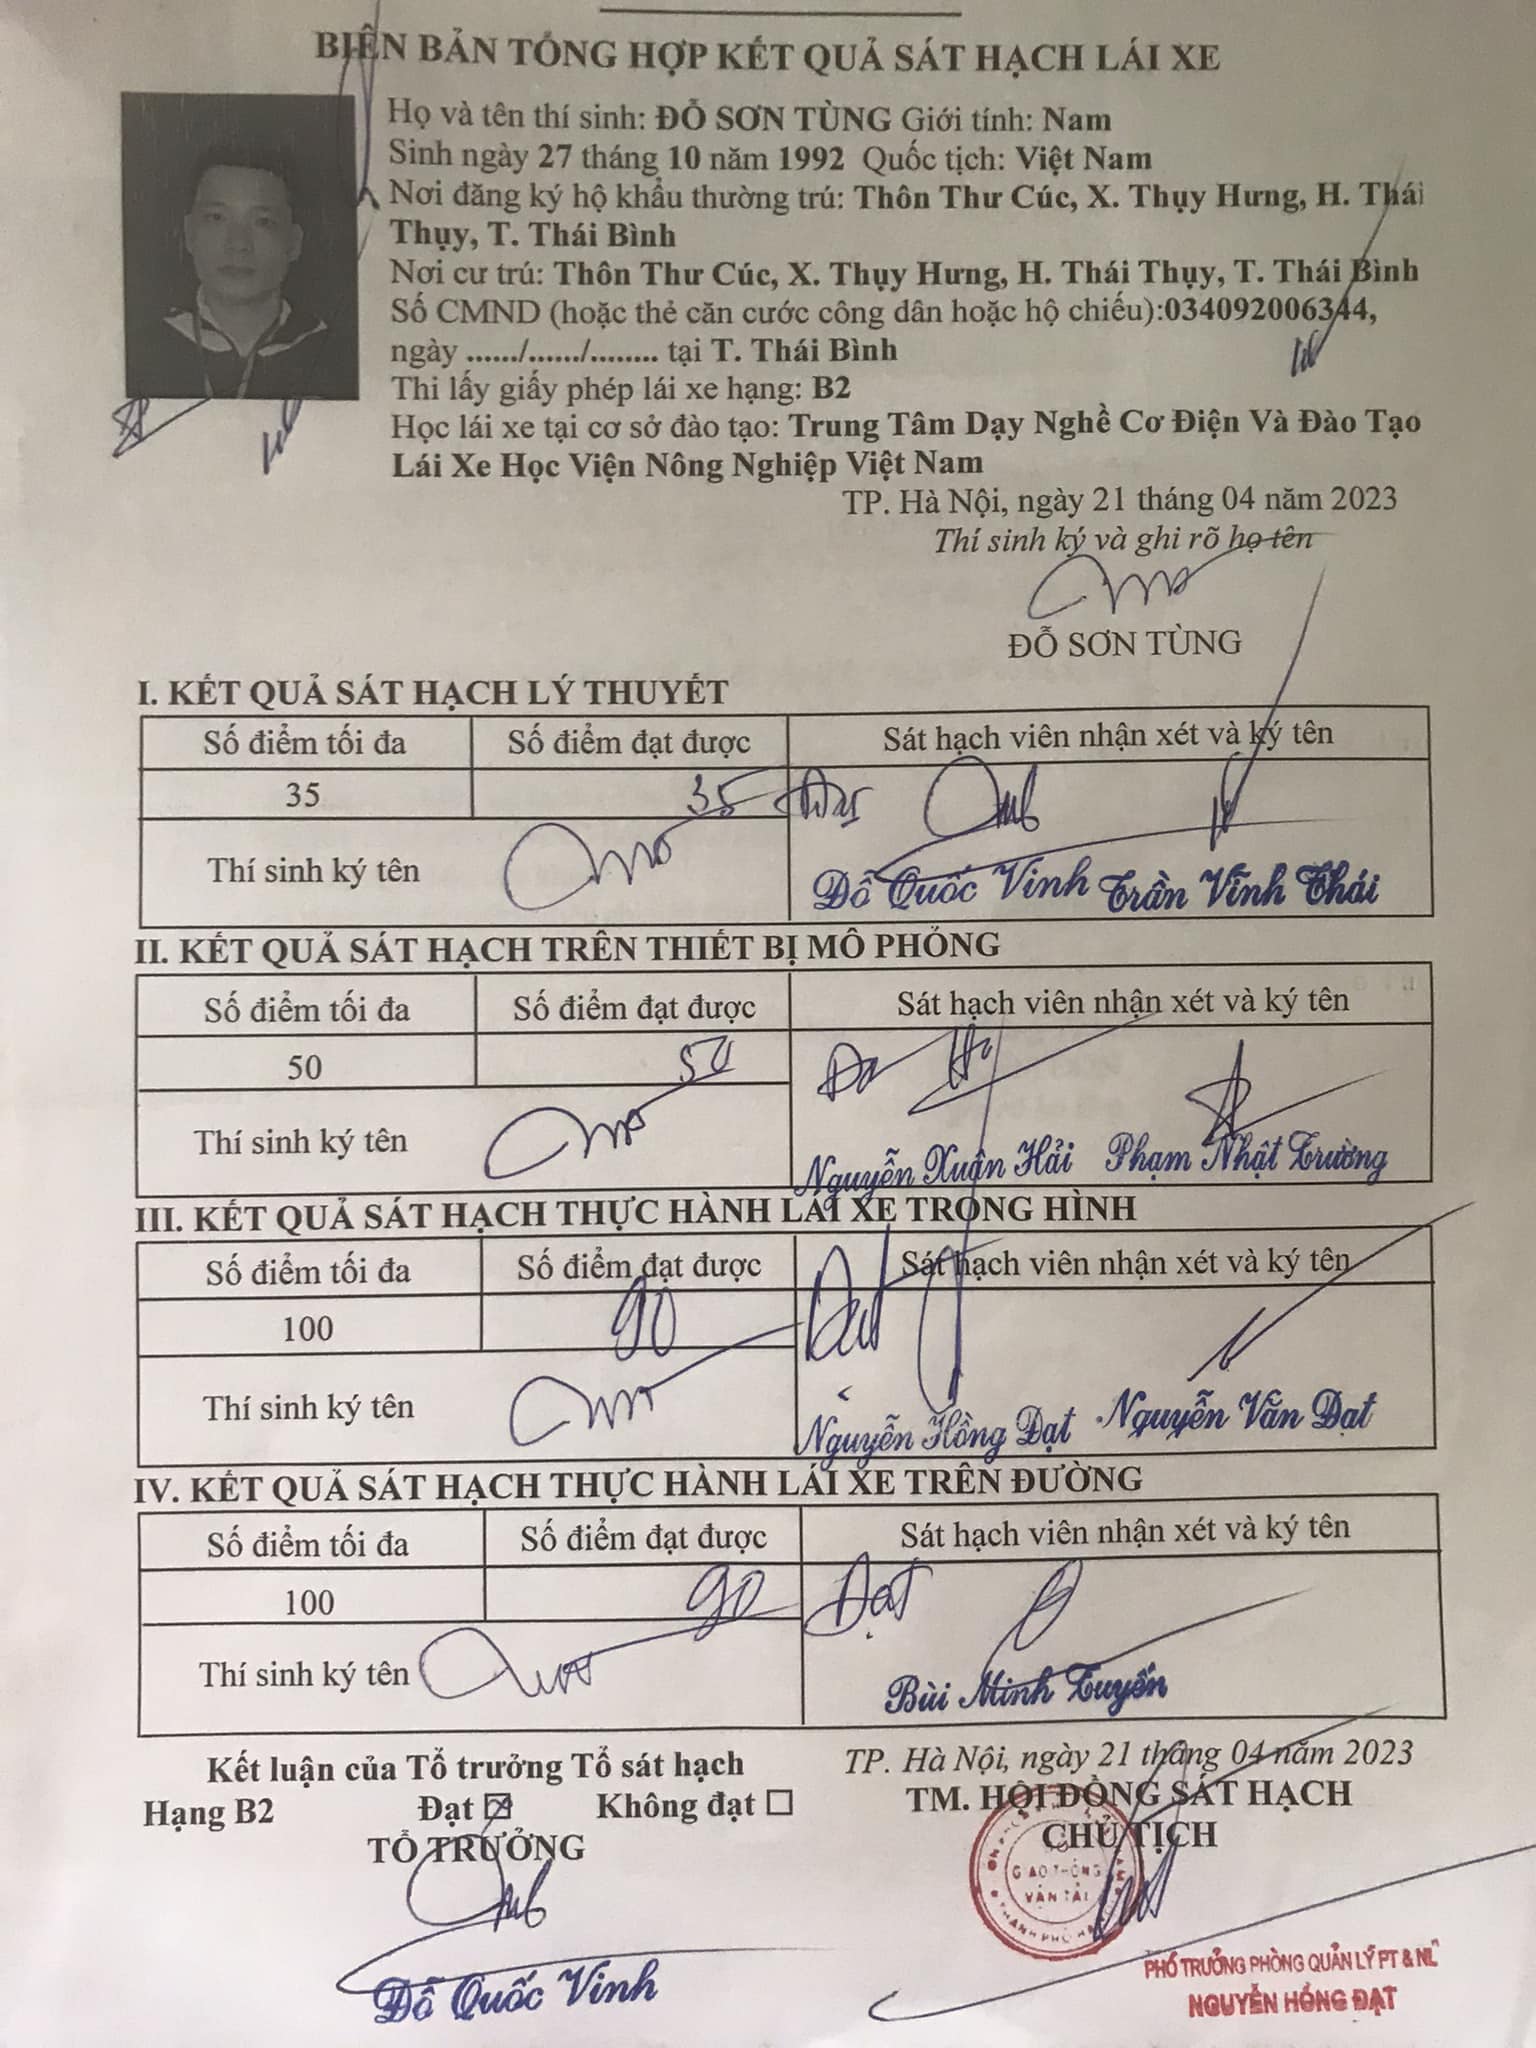 BIÊN BẢN TỔNG HỢP KẾT QUẢ SÁT HẠCH LÁI XE
Họ và tên thí sinh: ĐỖ SƠN TÙNG Giới tính: Nam
Sinh ngày 27 tháng 10 năm 1992 Quốc tịch: Việt Nam
Nơi đăng ký hộ khẩu thường trú: Thôn Thư Cúc, X. Thụy Hưng, H. Thái
Thụy, T. Thái Bình
Nơi cư trú: Thôn Thư Cúc, X. Thụy Hưng, H. Thái Thụy, T. Thái Bình
Số CMND (hoặc thẻ căn cước công dân hoặc hộ chiếu):034092006344,
ngày ....../....../........ tại T. Thái Bình
Thi lấy giấy phép lái xe hạng: B2
Học lái xe tại cơ sở đào tạo: Trung Tâm Dạy Nghề Cơ Điện Và Đào Tạo
Lái Xe Học Viện Nông Nghiệp Việt Nam
TP. Hà Nội, ngày 21 tháng 04 năm 2023
Thí sinh ký và ghi rõ họ tên
ĐỖ SƠN TÙNG
I. KẾT QUẢ SÁT HẠCH LÝ THUYẾT
Số điểm tối đa Số điểm đạt được Sát hạch viên nhận xét và ký tên
35 35
Thí sinh ký tên
Đỗ Quốc Vinh Trần Vĩnh Thái
II. KẾT QUẢ SÁT HẠCH TRÊN THIẾT BỊ MÔ PHỎNG
Số điểm tối đa Số điểm đạt được Sát hạch viên nhận xét và ký tên
50 50
Thí sinh ký tên
Nguyễn Xuân Hải Phạm Nhật Trường
III. KẾT QUẢ SÁT HẠCH THỰC HÀNH LÁI XE TRONG HÌNH
Số điểm tối đa Số điểm đạt được Sát hạch viên nhận xét và ký tên
100 90 Đạt
Thí sinh ký tên
Nguyễn Hồng Đạt Nguyễn Văn Đạt
IV. KẾT QUẢ SÁT HẠCH THỰC HÀNH LÁI XE TRÊN ĐƯỜNG
Số điểm tối đa Số điểm đạt được Sát hạch viên nhận xét và ký tên
100 90 Đạt
Thí sinh ký tên
Bùi Minh Tuyến
Kết luận của Tổ trưởng Tổ sát hạch
Hạng B2 Đạt ☒ Không đạt ☐
TỔ TRƯỞNG
Đỗ Quốc Vinh
TP. Hà Nội, ngày 21 tháng 04 năm 2023
TM. HỘI ĐỒNG SÁT HẠCH
CHỦ TỊCH
GIAO THÔNG
VẬN TẢI
PHÓ TRƯỞNG PHÒNG QUẢN LÝ PT & NL
NGUYỄN HỒNG ĐẠT